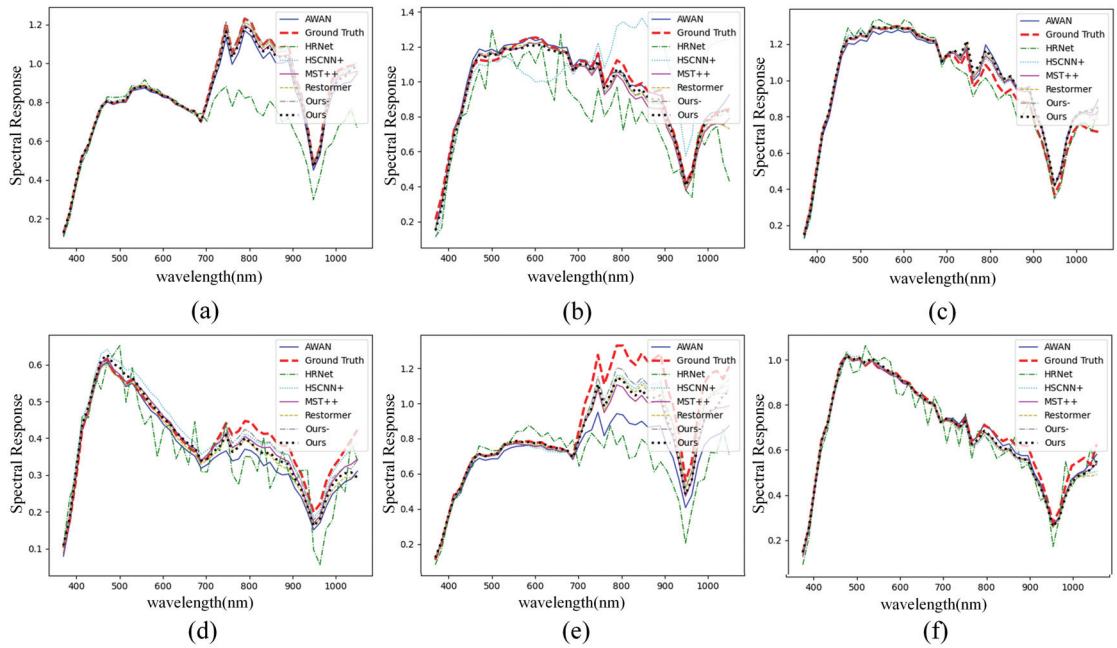 1.2
1.0
0.8
0.6
0.4
0.2
Spectral Response
400 500 600 700 800 900 1000
wavelength(nm)
AWAN
Ground Truth
HRNet
HSCNN+
MST++
Restormer
Ours-
Ours
(a)
1.4
1.2
1.0
0.8
0.6
0.4
0.2
Spectral Response
400 500 600 700 800 900 1000
wavelength(nm)
AWAN
Ground Truth
HRNet
HSCNN+
MST++
Restormer
Ours-
Ours
(b)
1.2
1.0
0.8
0.6
0.4
0.2
Spectral Response
400 500 600 700 800 900 1000
wavelength(nm)
AWAN
Ground Truth
HRNet
HSCNN+
MST++
Restormer
Ours-
Ours
(c)
0.6
0.5
0.4
0.3
0.2
0.1
Spectral Response
400 500 600 700 800 900 1000
wavelength(nm)
AWAN
Ground Truth
HRNet
HSCNN+
MST++
Restormer
Ours-
Ours
(d)
1.2
1.0
0.8
0.6
0.4
0.2
Spectral Response
400 500 600 700 800 900 1000
wavelength(nm)
AWAN
Ground Truth
HRNet
HSCNN+
MST++
Restormer
Ours-
Ours
(e)
1.0
0.8
0.6
0.4
0.2
Spectral Response
400 500 600 700 800 900 1000
wavelength(nm)
AWAN
Ground Truth
HRNet
HSCNN+
MST++
Restormer
Ours-
Ours
(f)